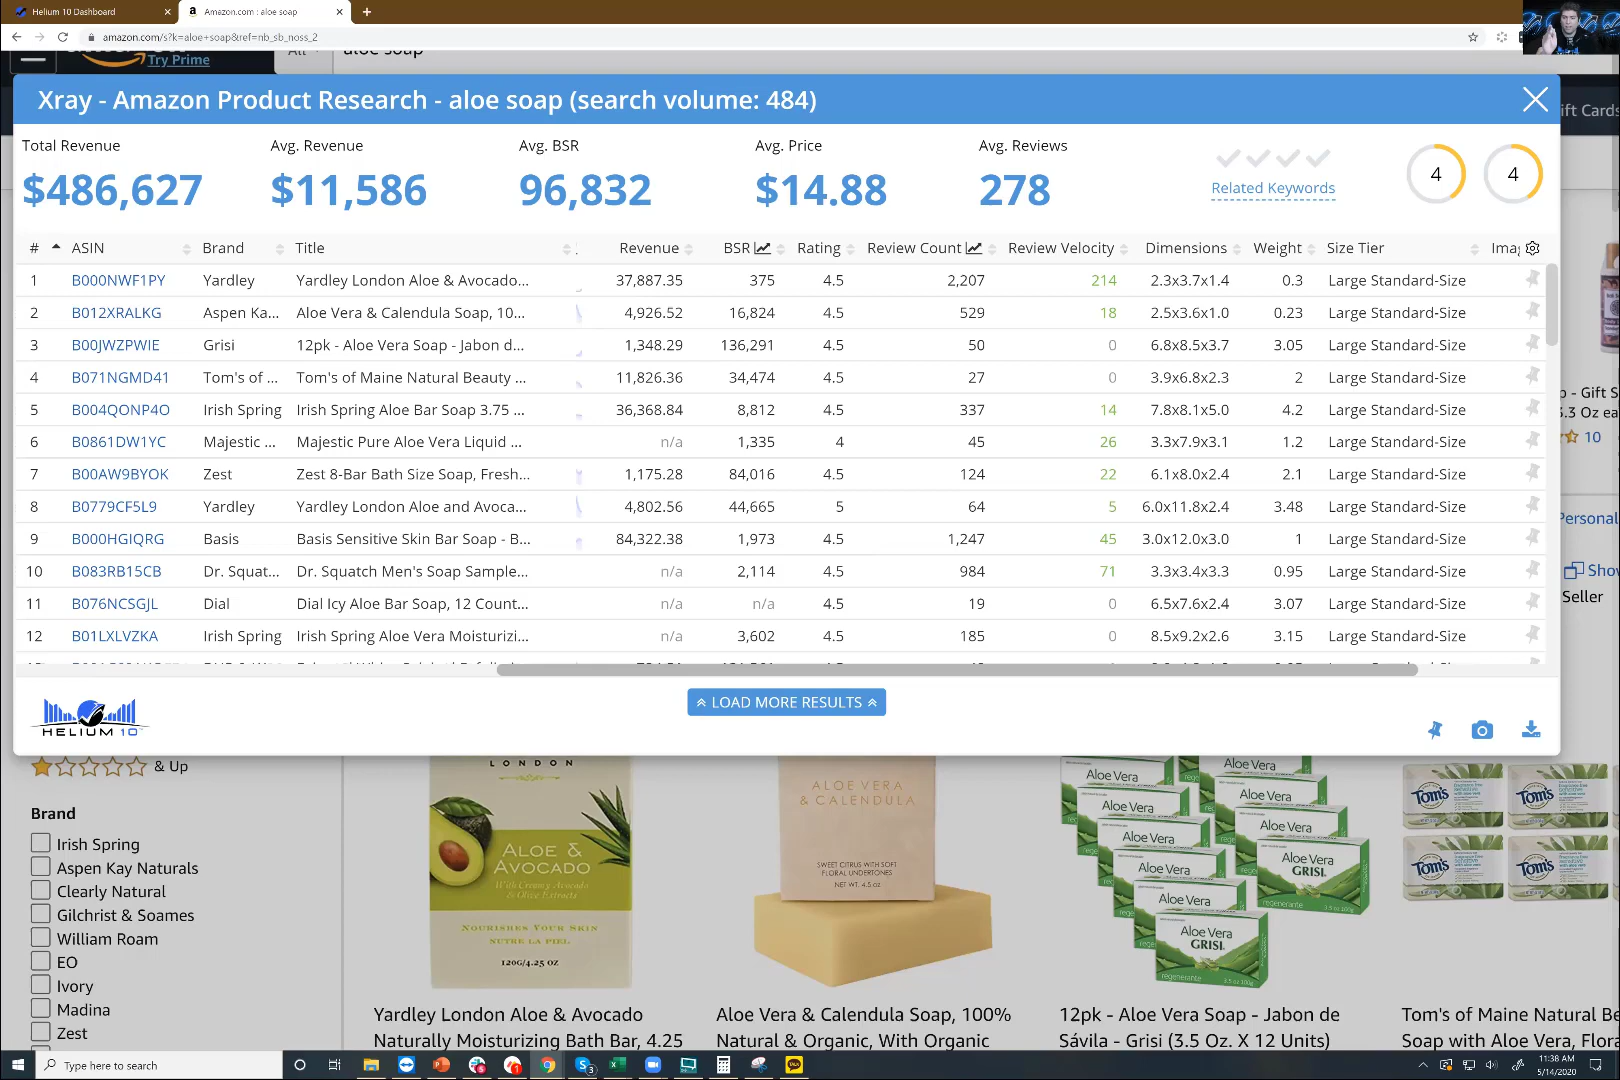 Helium 10 Dashboard
Amazon.com : aloe soap
amazon.com/s?k=aloe+soap&ref=nb_sb_noss_2
Try Prime
All
aloe soap
Xray - Amazon Product Research - aloe soap (search volume: 484)
ift Cards
Total Revenue Avg. Revenue Avg. BSR Avg. Price Avg. Reviews
$486,627 $11,586 96,832 $14.88 278
Related Keywords
4 4
# ASIN Brand Title Revenue BSR Rating Review Count Review Velocity Dimensions Weight Size Tier Imag
1 B000NWF1PY Yardley Yardley London Aloe & Avocado... 37,887.35 375 4.5 2,207 214 2.3x3.7x1.4 0.3 Large Standard-Size
2 B012XRALKG Aspen Ka... Aloe Vera & Calendula Soap, 10... 4,926.52 16,824 4.5 529 18 2.5x3.6x1.0 0.23 Large Standard-Size
3 B00JWZPWIE Grisi 12pk - Aloe Vera Soap - Jabon d... 1,348.29 136,291 4.5 50 0 6.8x8.5x3.7 3.05 Large Standard-Size
4 B071NGMD41 Tom's of ... Tom's of Maine Natural Beauty ... 11,826.36 34,474 4.5 27 0 3.9x6.8x2.3 2 Large Standard-Size
5 B004QONP4O Irish Spring Irish Spring Aloe Bar Soap 3.75 ... 36,368.84 8,812 4.5 337 14 7.8x8.1x5.0 4.2 Large Standard-Size
6 B0861DW1YC Majestic ... Majestic Pure Aloe Vera Liquid ... n/a 1,335 4 45 26 3.3x7.9x3.1 1.2 Large Standard-Size
7 B00AW9BYOK Zest Zest 8-Bar Bath Size Soap, Fresh... 1,175.28 84,016 4.5 124 22 6.1x8.0x2.4 2.1 Large Standard-Size
8 B0779CF5L9 Yardley Yardley London Aloe and Avoca... 4,802.56 44,665 5 64 5 6.0x11.8x2.4 3.48 Large Standard-Size
9 B000HGIQRG Basis Basis Sensitive Skin Bar Soap - B... 84,322.38 1,973 4.5 1,247 45 3.0x12.0x3.0 1 Large Standard-Size
10 B083RB15CB Dr. Squat... Dr. Squatch Men's Soap Sample... n/a 2,114 4.5 984 71 3.3x3.4x3.3 0.95 Large Standard-Size
11 B076NCSGJL Dial Dial Icy Aloe Bar Soap, 12 Count... n/a n/a 4.5 19 0 6.5x7.6x2.4 3.07 Large Standard-Size
12 B01LXLVZKA Irish Spring Irish Spring Aloe Vera Moisturizi... n/a 3,602 4.5 185 0 8.5x9.2x2.6 3.15 Large Standard-Size
p - Gift S
.3 Oz ea
10
Personal
Show
Seller
LOAD MORE RESULTS
HELIUM 10
& Up
Brand
Irish Spring
Aspen Kay Naturals
Clearly Natural
Gilchrist & Soames
William Roam
EO
Ivory
Madina
Zest
LONDON
ALOE &
AVOCADO
With Creamy Avocado
& Olive Extracts
NOURISHES YOUR SKIN
NUTRE LA PIEL
120G/4.25 OZ
ALOE VERA
& CALENDULA
SWEET CITRUS WITH SOFT
FLORAL UNDERTONES
NET WT. 4.5 oz
Aloe Vera
Aloe Vera
Aloe Vera
Aloe Vera
Aloe Vera
Aloe Vera
Aloe Vera
GRISI
regenerante
Aloe Vera
Aloe Vera
Aloe Vera
Aloe Vera
GRISI
regenerante
Tom's
Tom's
Tom's
Tom's
Yardley London Aloe & Avocado
Naturally Moisturizing Bath Bar, 4.25
Aloe Vera & Calendula Soap, 100%
Natural & Organic, With Organic
12pk - Aloe Vera Soap - Jabon de
Sávila - Grisi (3.5 Oz. X 12 Units)
Tom's of Maine Natural Be
Soap with Aloe Vera, Flora
Type here to search
11:38 AM
5/14/2020